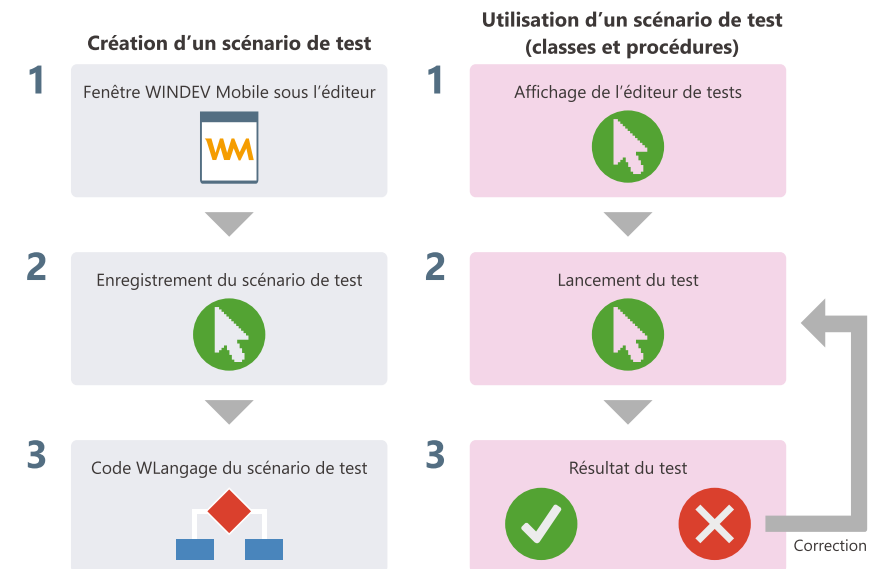 Création d’un scénario de test
1
Fenêtre WINDEV Mobile sous l’éditeur
WM
2
Enregistrement du scénario de test
3
Code WLangage du scénario de test
Utilisation d’un scénario de test
(classes et procédures)
1
Affichage de l’éditeur de tests
2
Lancement du test
3
Résultat du test
Correction